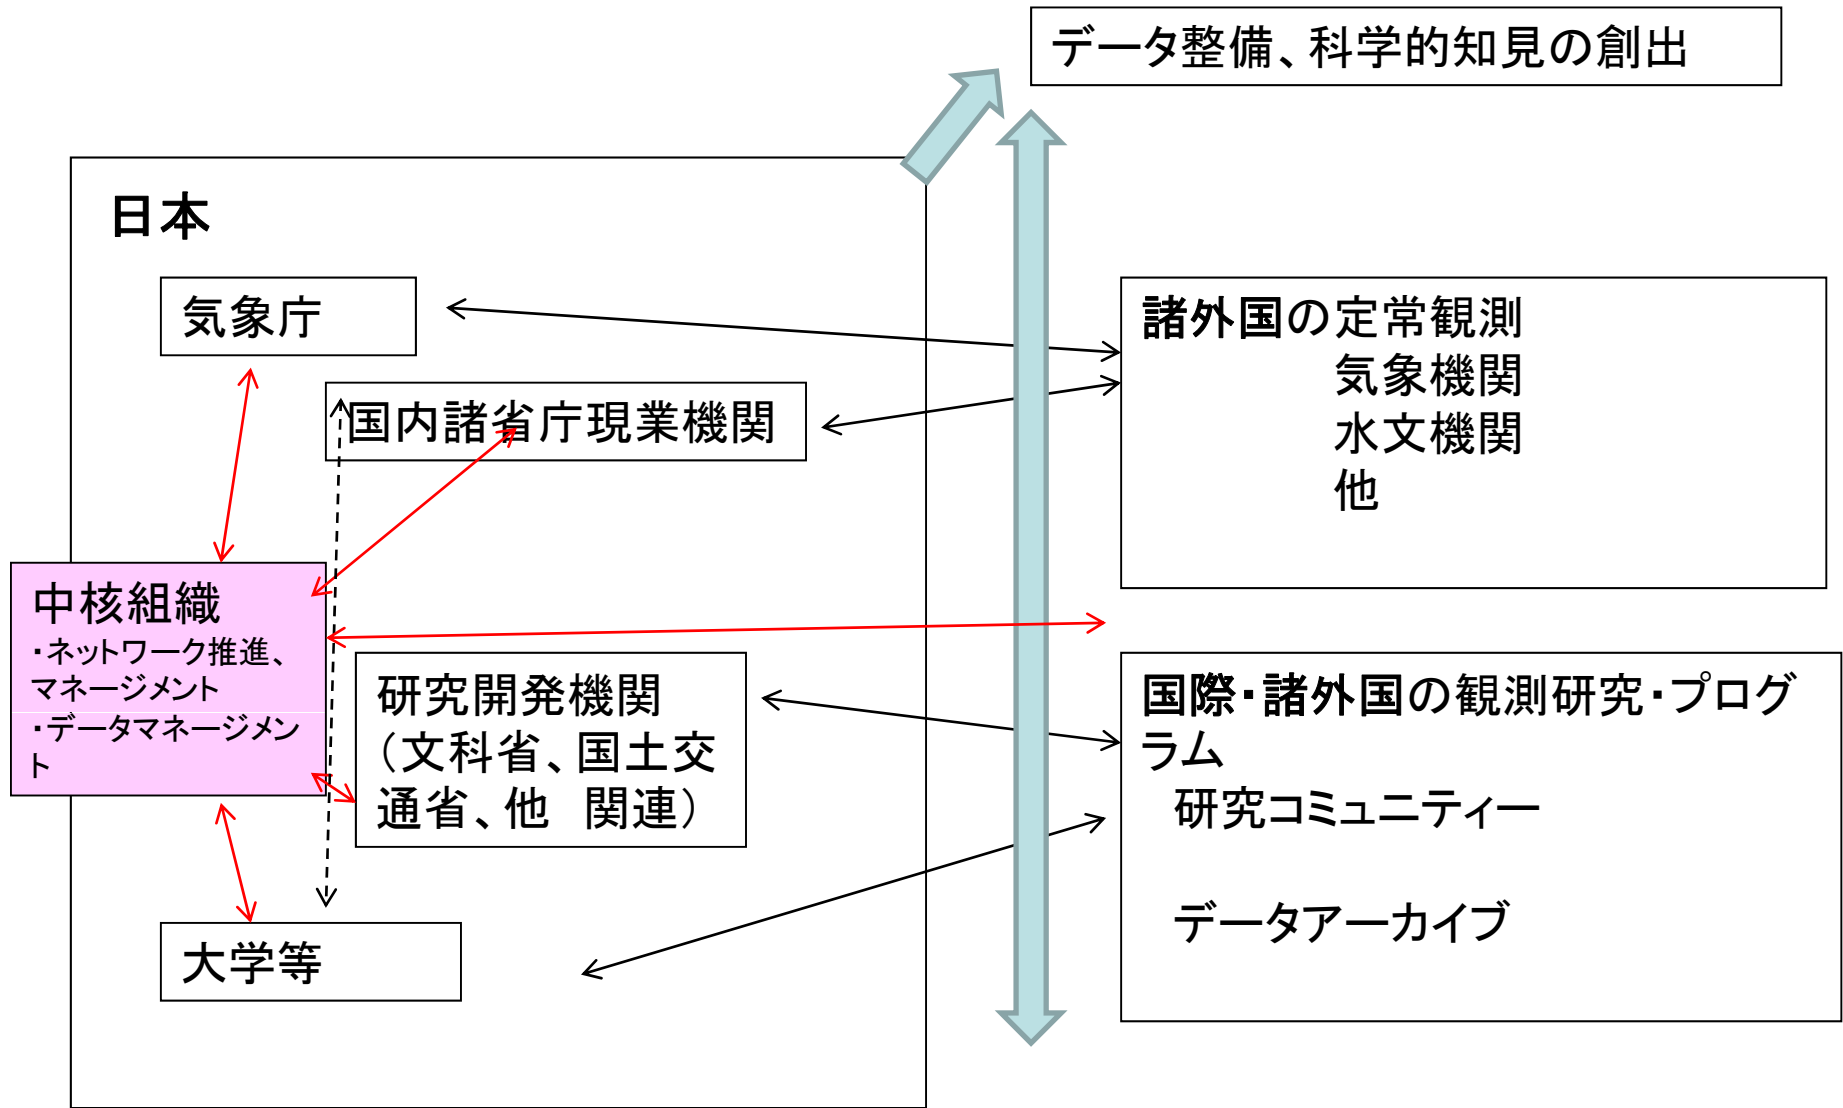 データ整備、科学的知見の創出
日本
気象庁
国内諸省庁現業機関
中核組織
・ネットワーク推進、
マネージメント
・データマネージメン
ト
研究開発機関
（文科省、国土交
通省、他　関連）
大学等
諸外国の定常観測
気象機関
水文機関
他
国際・諸外国の観測研究・プログ
ラム
研究コミュニティー
データアーカイブ